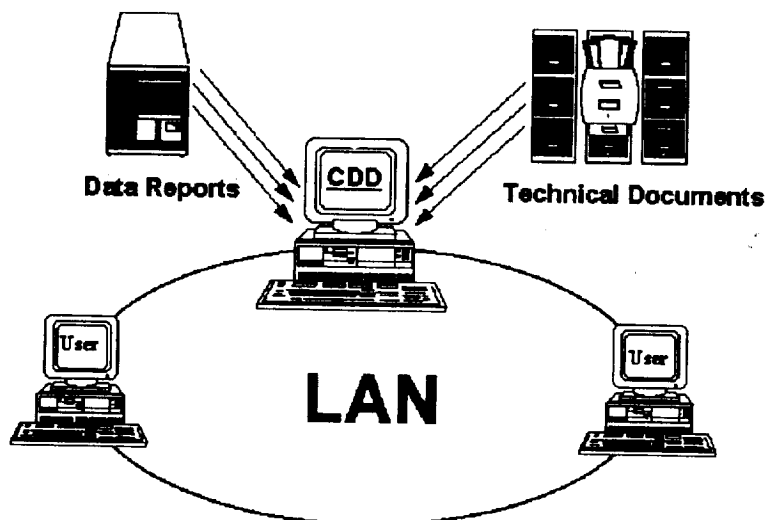 CDD
Data Reports
Technical Documents
User
User
LAN